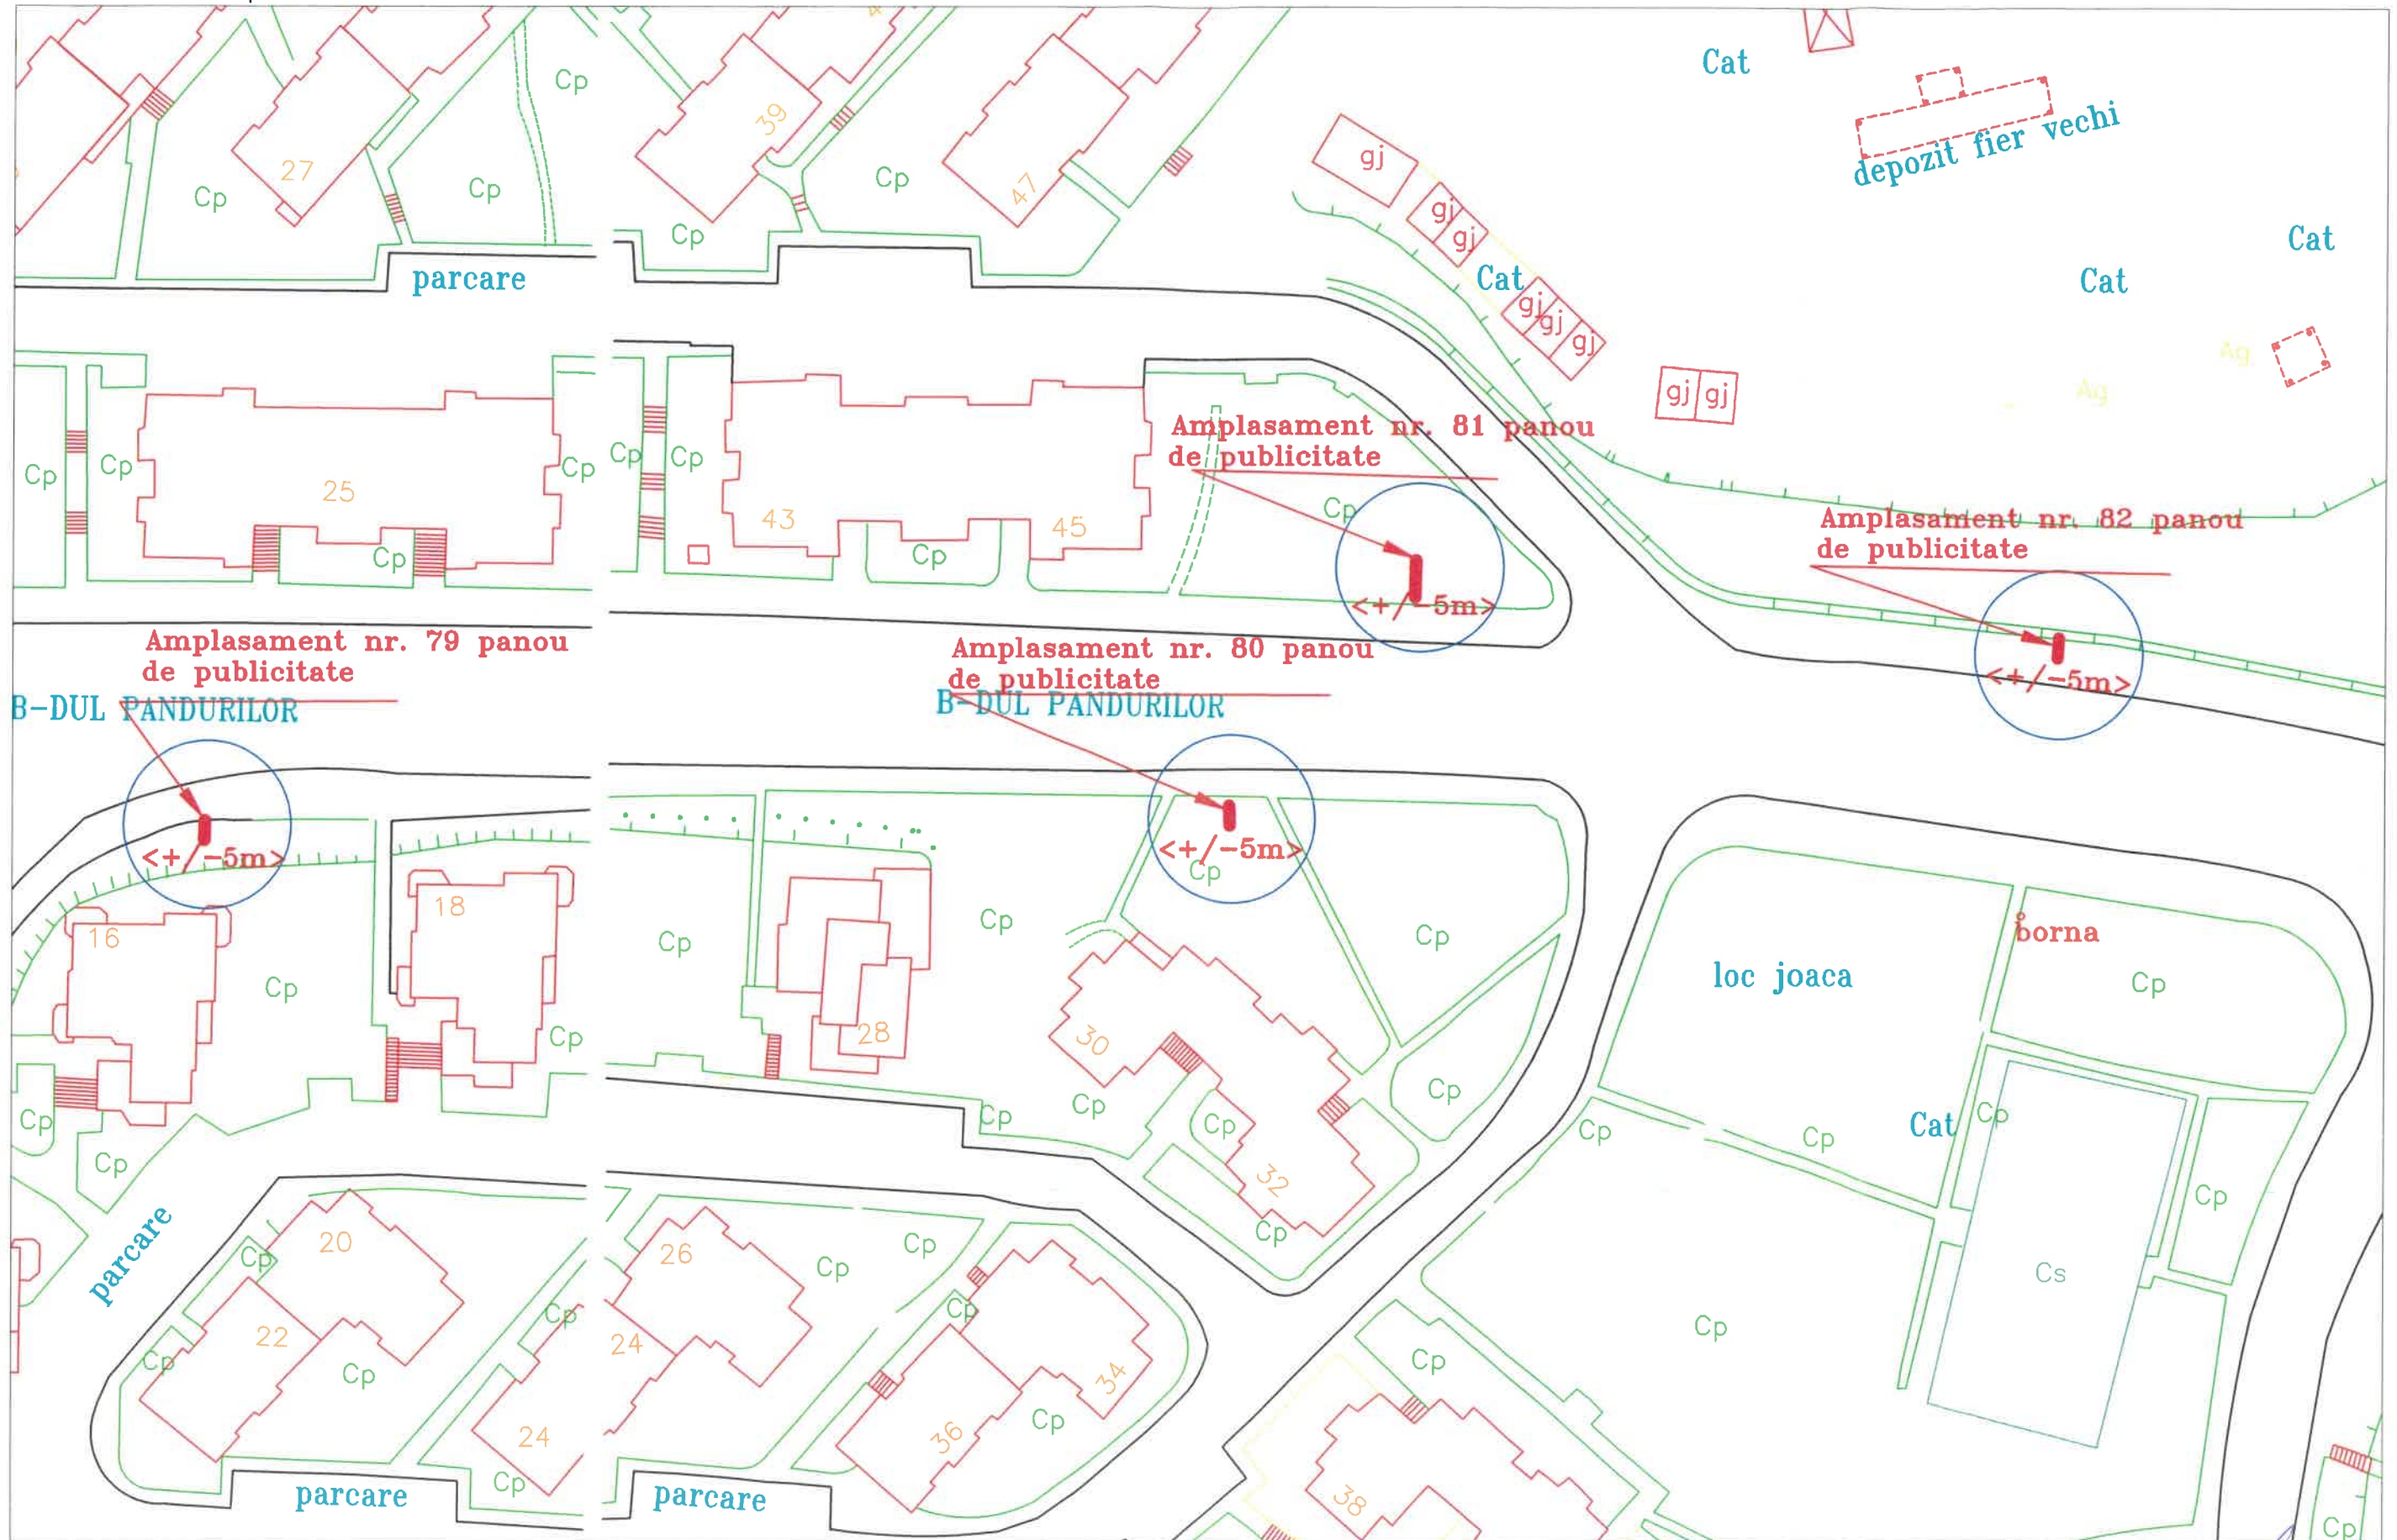 Cat
depozit fier vechi
Cp
39
gj
27
Cp
Cp
Cp
47
Cp
gj
gj
Cat
Cat
Cat
parcare
gj
gj
gj
Ag
Ag
gj
gj
Amplasament nr. 81 panou
de publicitate
Cp
Cp
Cp
Cp
Cp
25
43
45
Cp
Cp
Cp
Amplasament nr. 82 panou
de publicitate
<+/-5m>
Amplasament nr. 79 panou
de publicitate
Amplasament nr. 80 panou
de publicitate
<+/-5m>
B-DUL PANDURILOR
B-DUL PANDURILOR
<+/-5m>
<+/-5m>
Cp
16
18
Cp
Cp
Cp
Cp
borna
loc joaca
Cp
28
30
Cp
Cp
Cp
Cp
Cp
Cp
Cp
Cp
Cp
Cat
Cp
Cp
32
Cp
Cp
parcare
20
Cp
26
Cp
Cp
Cs
22
Cp
24
Cp
Cp
Cp
Cp
34
Cp
24
36
Cp
Cp
parcare
parcare
38
Cp